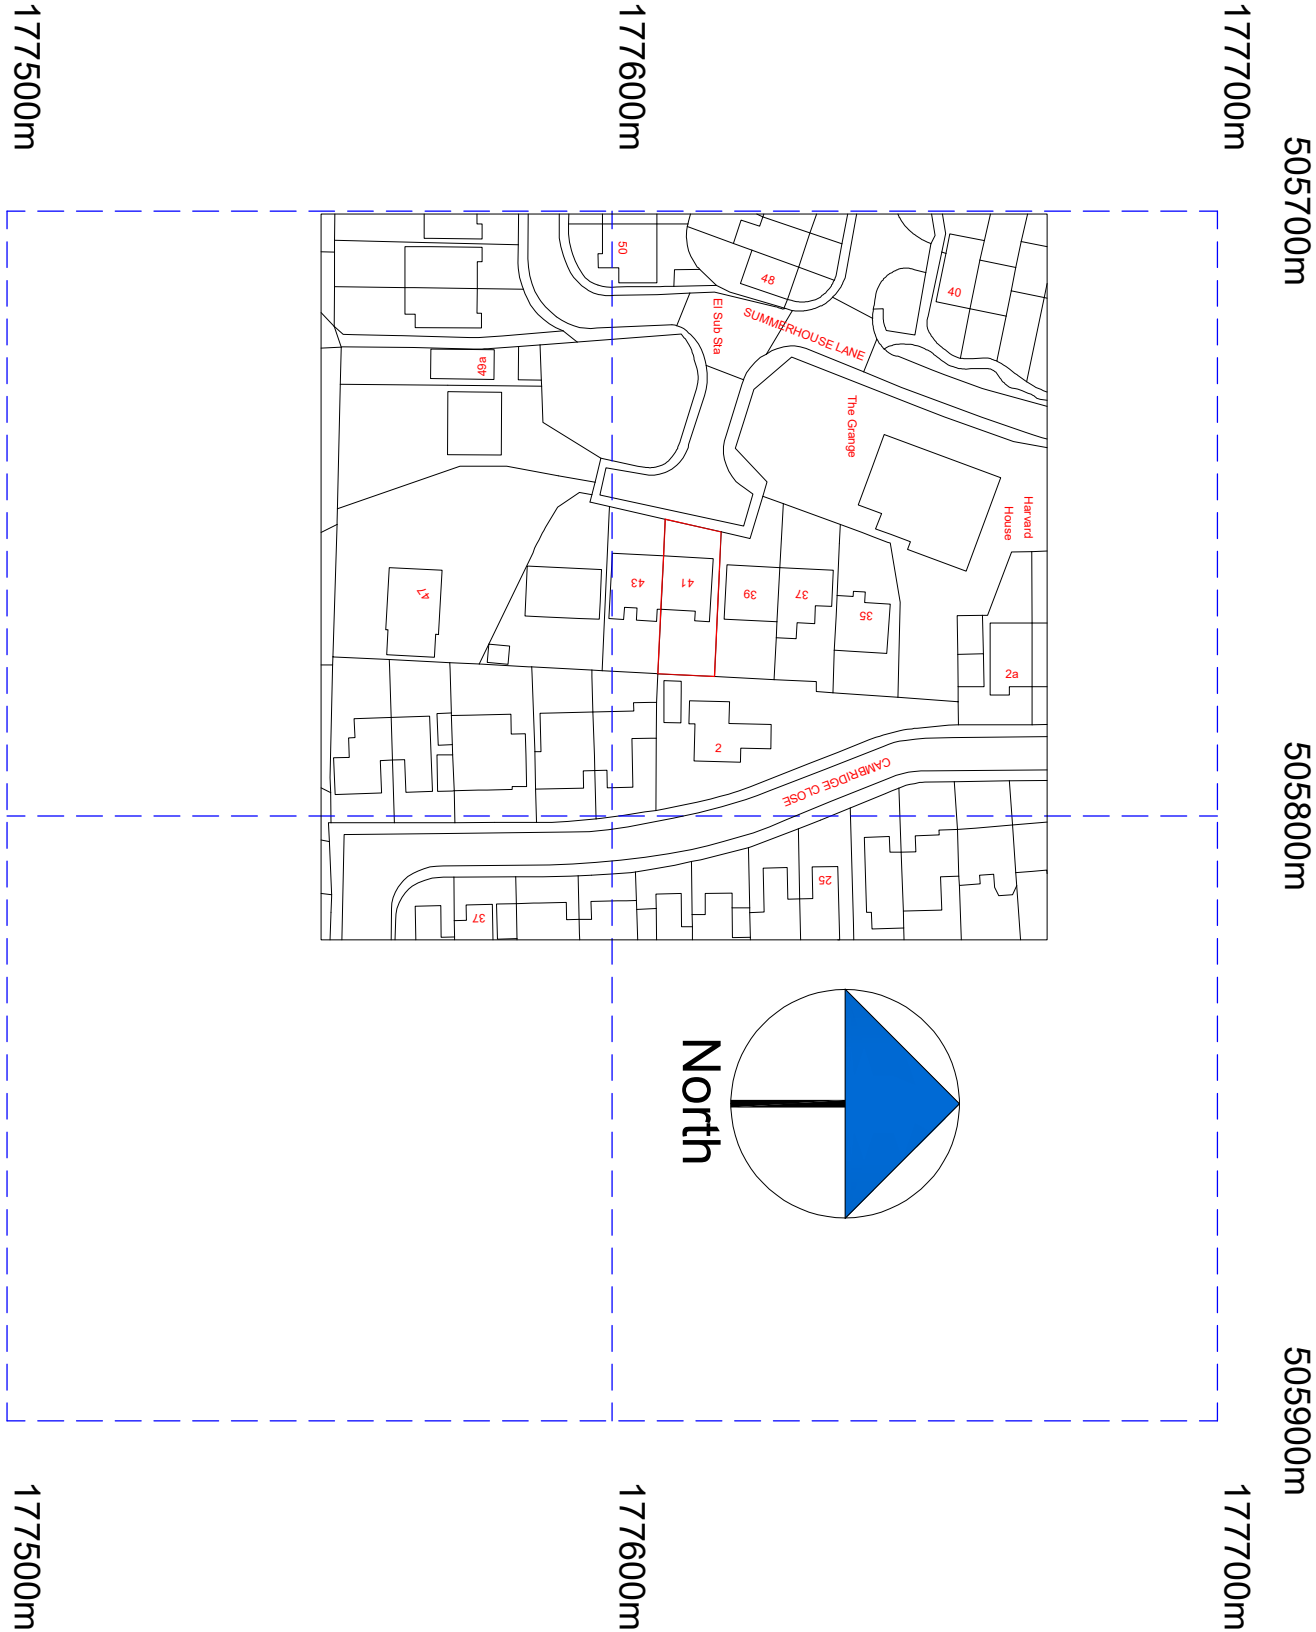 177500m
177600m
177700m
505700m
50
48
40
El Sub Sta
SUMMERHOUSE LANE
49a
The Grange
Harvard
House
47
43
41
39
37
35
2a
2
CAMBRIDGE CLOSE
505800m
25
37
North
505900m
177500m
177600m
177700m